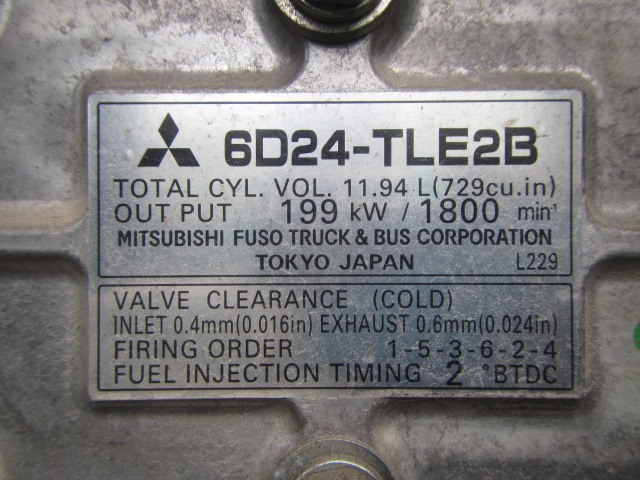 6D24-TLE2B
TOTAL CYL. VOL. 11.94 L(729cu.in)
OUT PUT 199 kW / 1800 min⁻¹
MITSUBISHI FUSO TRUCK & BUS CORPORATION
TOKYO JAPAN L229
VALVE CLEARANCE (COLD)
INLET 0.4mm(0.016in) EXHAUST 0.6mm(0.024in)
FIRING ORDER 1-5-3-6-2-4
FUEL INJECTION TIMING 2 °BTDC